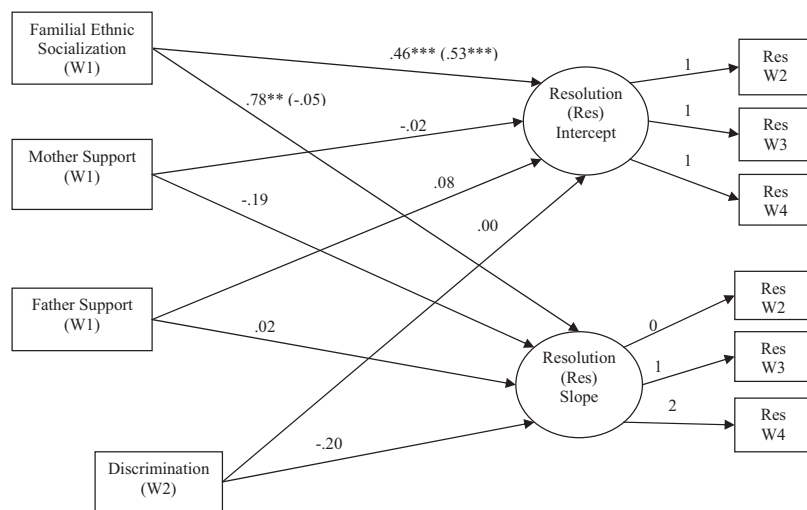 Familial Ethnic
Socialization
(W1)
.46*** (.53***)
.78** (-.05)
Mother Support
(W1)
-.02
-.19
.08
.00
Father Support
(W1)
.02
Discrimination
(W2)
-.20
Resolution
(Res)
Intercept
1
1
1
Res
W2
Res
W3
Res
W4
Resolution
(Res)
Slope
0
1
2
Res
W2
Res
W3
Res
W4